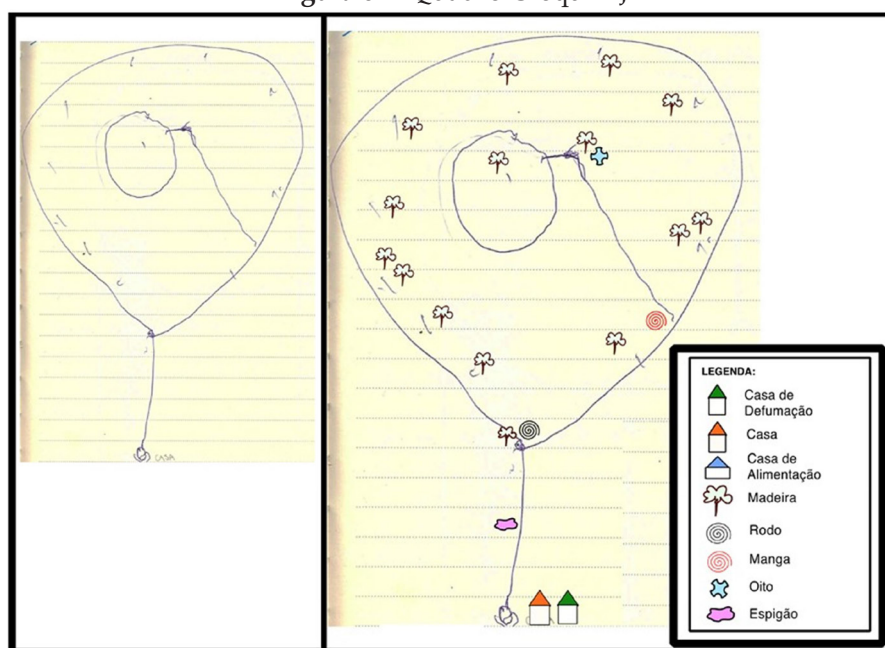 CASA
LEGENDA:
Casa de
Defumação
Casa
Casa de
Alimentação
Madeira
Rodo
Manga
Oito
Espigão